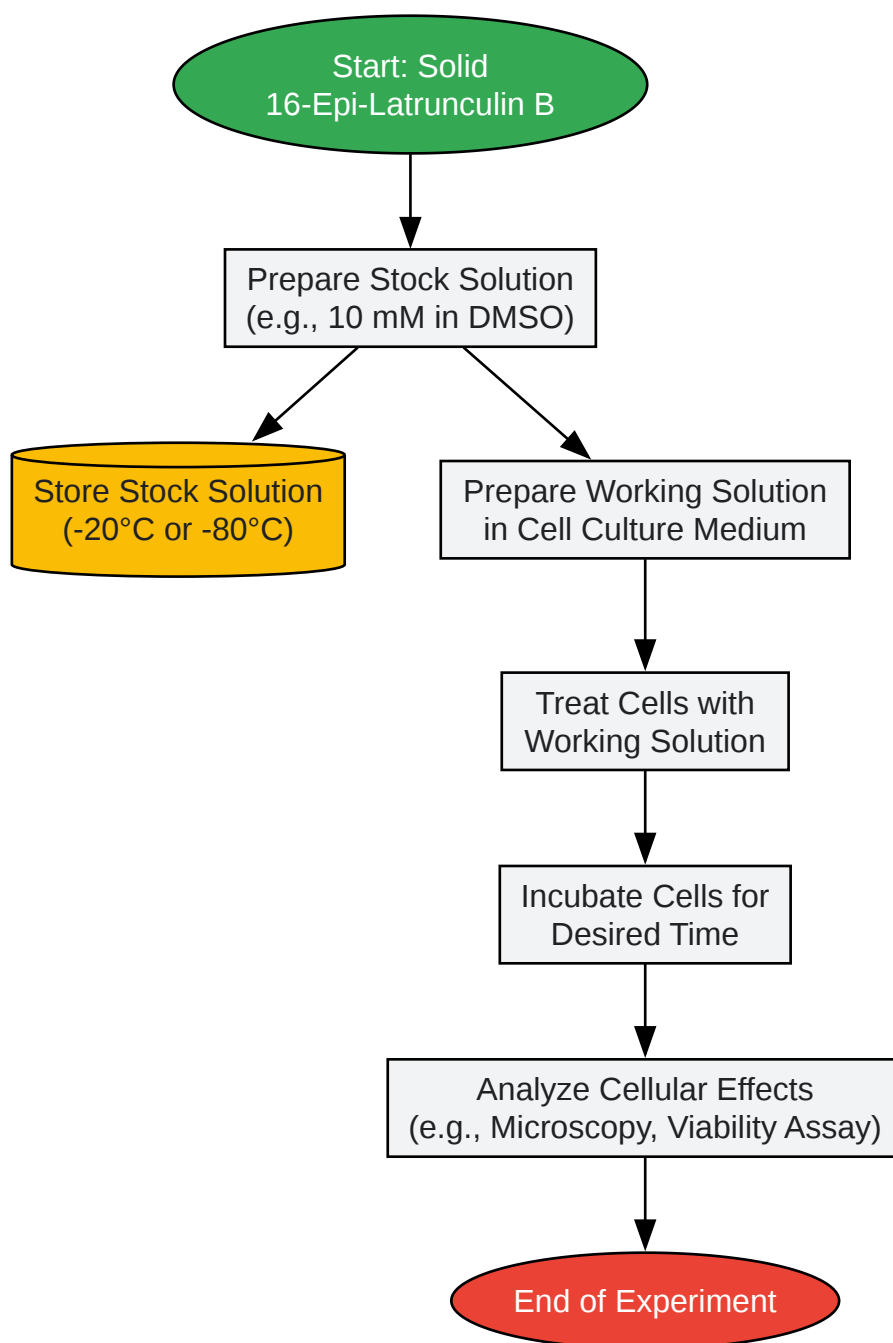 Start: Solid
16-Epi-Latrunculin B
Prepare Stock Solution
(e.g., 10 mM in DMSO)
Store Stock Solution
(-20°C or -80°C)
Prepare Working Solution
in Cell Culture Medium
Treat Cells with
Working Solution
Incubate Cells for
Desired Time
Analyze Cellular Effects
(e.g., Microscopy, Viability Assay)
End of Experiment